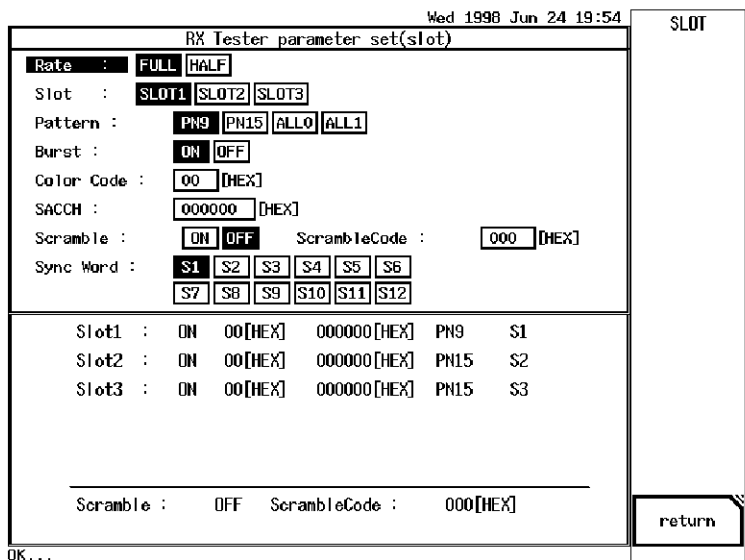 Wed 1998 Jun 24 19:54
SLOT
RX Tester parameter set(slot)
Rate : FULL HALF
Slot : SLOT1 SLOT2 SLOT3
Pattern : PN9 PN15 ALL0 ALL1
Burst : ON OFF
Color Code : 00 [HEX]
SACCH : 000000 [HEX]
Scramble : ON OFF ScrambleCode : 000 [HEX]
Sync Word : S1 S2 S3 S4 S5 S6
S7 S8 S9 S10 S11 S12
Slot1 : ON 00[HEX] 000000[HEX] PN9 S1
Slot2 : ON 00[HEX] 000000[HEX] PN15 S2
Slot3 : ON 00[HEX] 000000[HEX] PN15 S3
Scramble : OFF ScrambleCode : 000[HEX]
return
OK...